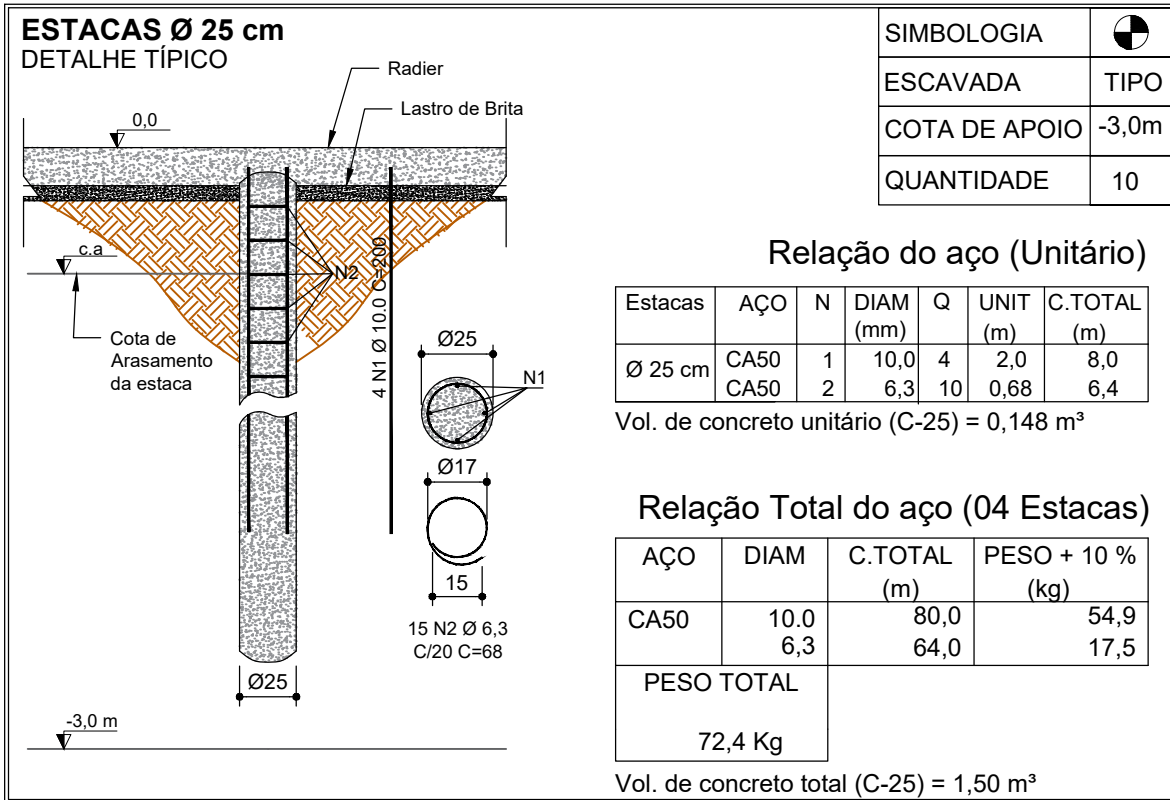 ESTACAS Ø 25 cm
DETALHE TÍPICO
Radier
Lastro de Brita
0,0
c.a
Cota de
Arasamento
da estaca
N2
4 N1 Ø 10.0 C=200
Ø25
N1
Ø17
15
15 N2 Ø 6,3
C/20 C=68
Ø25
-3,0 m
SIMBOLOGIA
ESCAVADA TIPO
COTA DE APOIO -3,0m
QUANTIDADE 10
Relação do aço (Unitário)
Estacas AÇO N DIAM Q UNIT C.TOTAL
(mm) (m) (m)
Ø 25 cm CA50 1 10,0 4 2,0 8,0
CA50 2 6,3 10 0,68 6,4
Vol. de concreto unitário (C-25) = 0,148 m³
Relação Total do aço (04 Estacas)
AÇO DIAM C.TOTAL PESO + 10 %
(m) (kg)
CA50 10.0 80,0 54,9
6,3 64,0 17,5
PESO TOTAL
72,4 Kg
Vol. de concreto total (C-25) = 1,50 m³